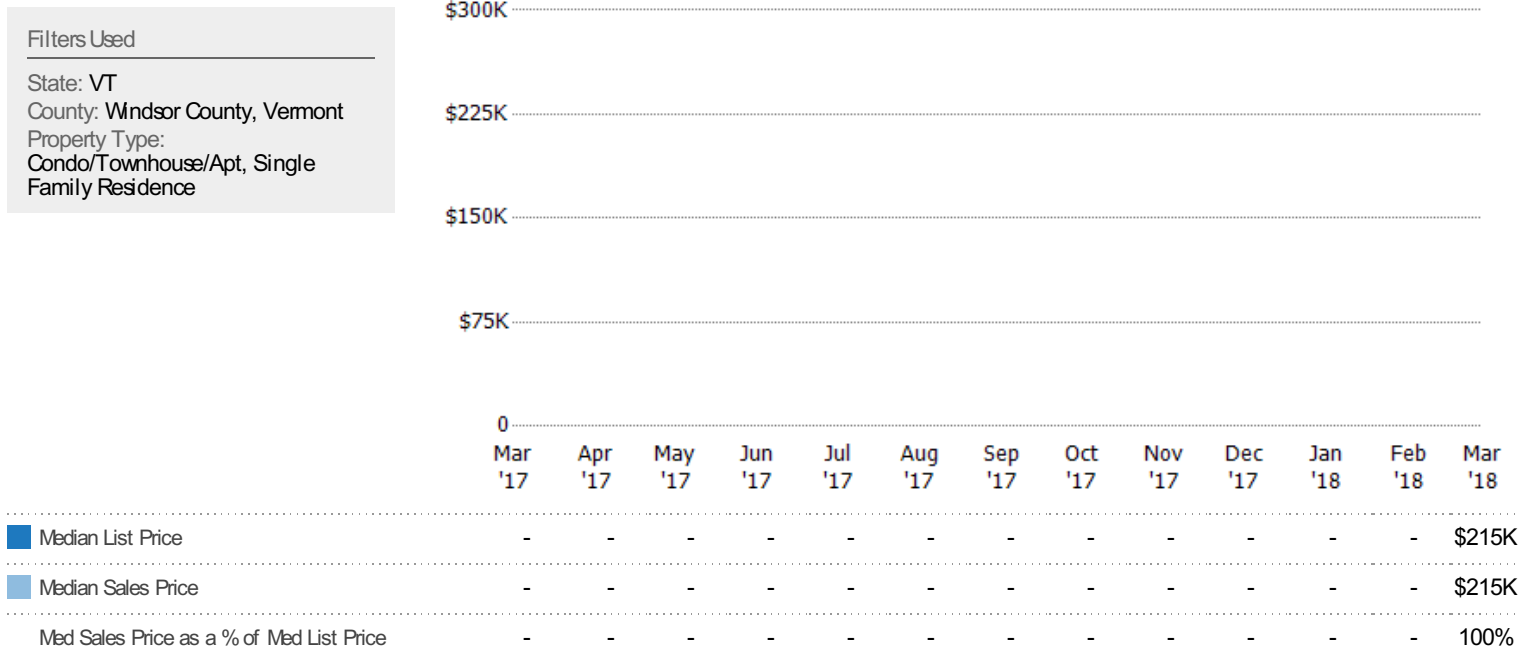 Filters Used
State: VT
County: Windsor County, Vermont
Property Type:
Condo/Townhouse/Apt, Single
Family Residence
$300K
$225K
$150K
$75K
0
Mar Apr May Jun Jul Aug Sep Oct Nov Dec Jan Feb Mar
'17 '17 '17 '17 '17 '17 '17 '17 '17 '17 '18 '18 '18
Median List Price - - - - - - - - - - - - $215K
Median Sales Price - - - - - - - - - - - - $215K
Med Sales Price as a % of Med List Price - - - - - - - - - - - - 100%